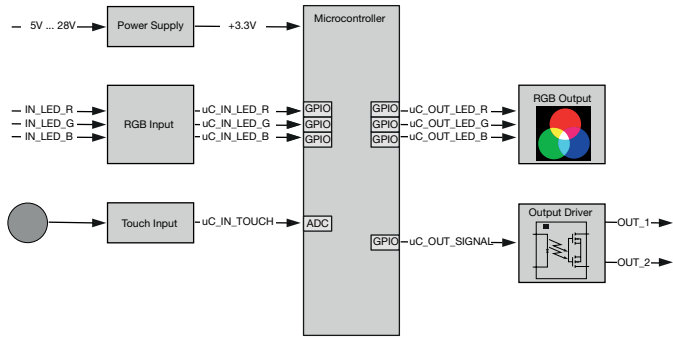 Microcontroller
5V ... 28V Power Supply +3.3V
IN_LED_R uC_IN_LED_R GPIO GPIO uC_OUT_LED_R RGB Output
IN_LED_G RGB Input uC_IN_LED_G GPIO GPIO uC_OUT_LED_G
IN_LED_B uC_IN_LED_B GPIO GPIO uC_OUT_LED_B
Touch Input uC_IN_TOUCH ADC
Output Driver
GPIO uC_OUT_SIGNAL
OUT_1
OUT_2